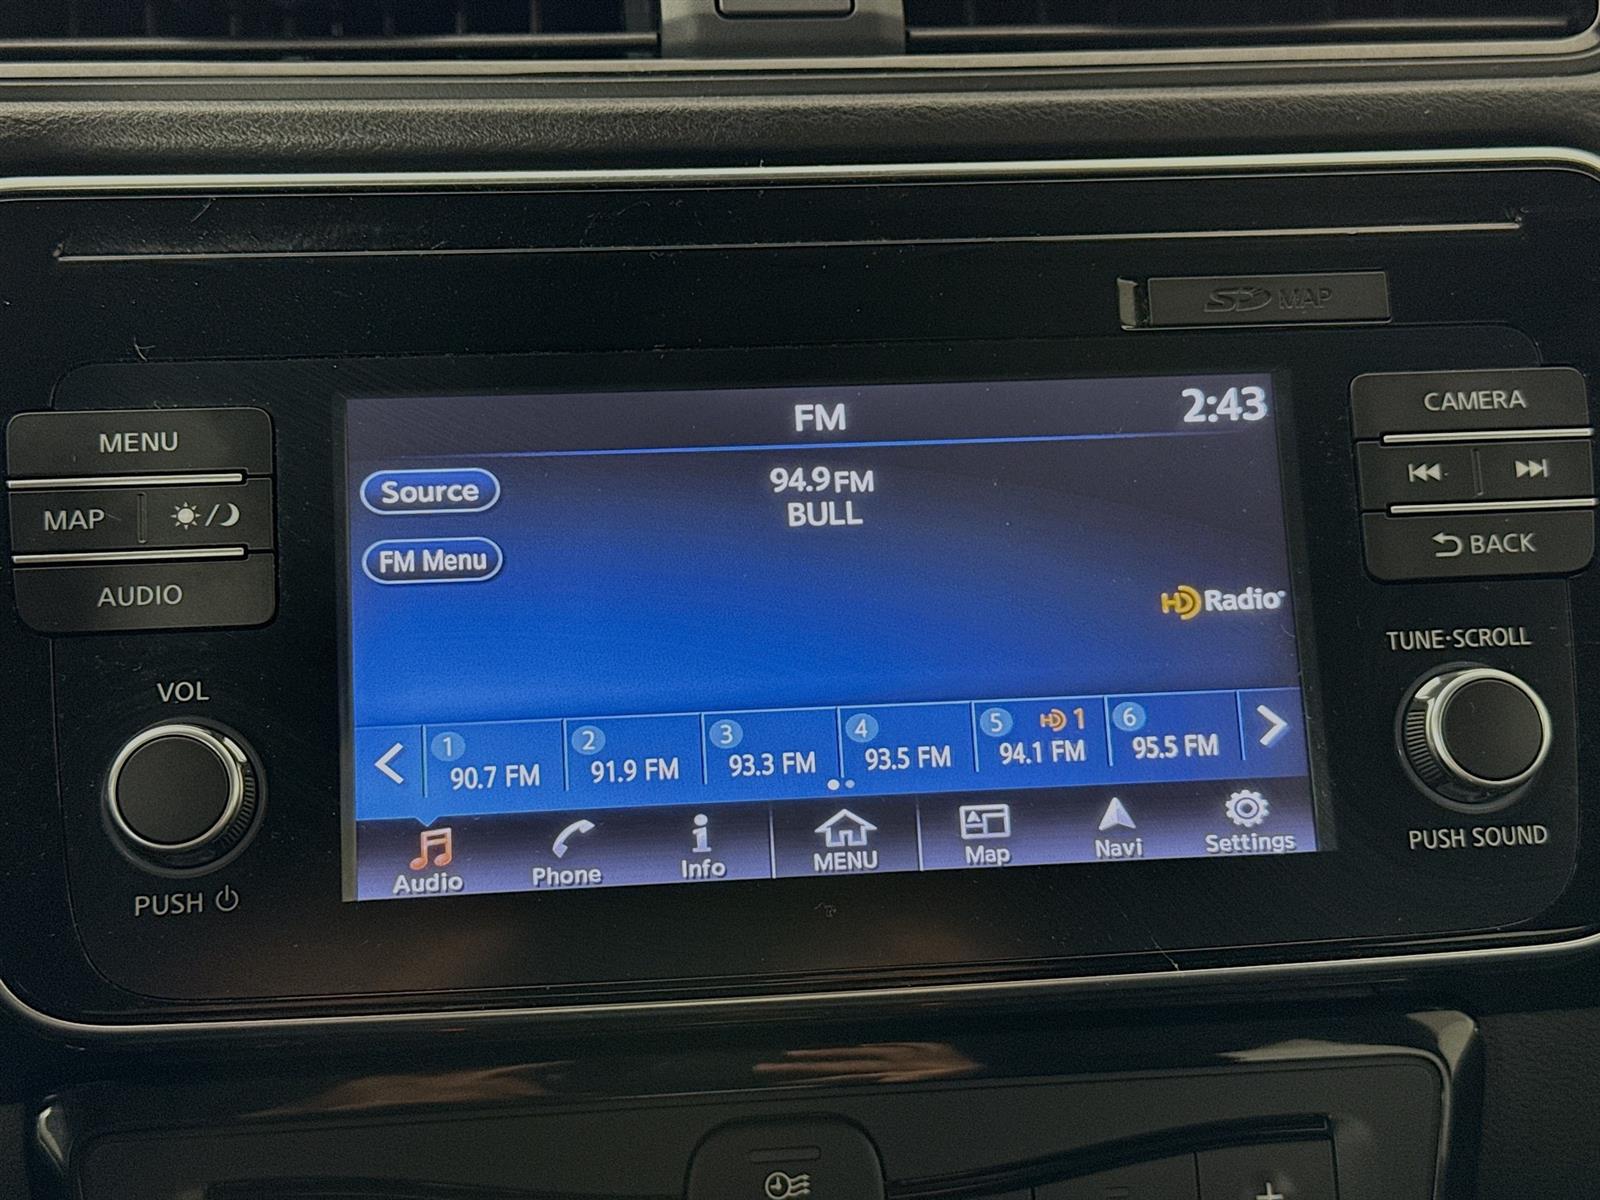 SD MAP
FM
2:43
MENU
MAP
AUDIO
VOL
PUSH
Source
FM Menu
94.9 FM
BULL
HD Radio
1
90.7 FM
2
91.9 FM
3
93.3 FM
4
93.5 FM
5
HD 1
94.1 FM
6
95.5 FM
Audio
Phone
Info
MENU
Map
Navi
Settings
CAMERA
BACK
TUNE·SCROLL
PUSH SOUND